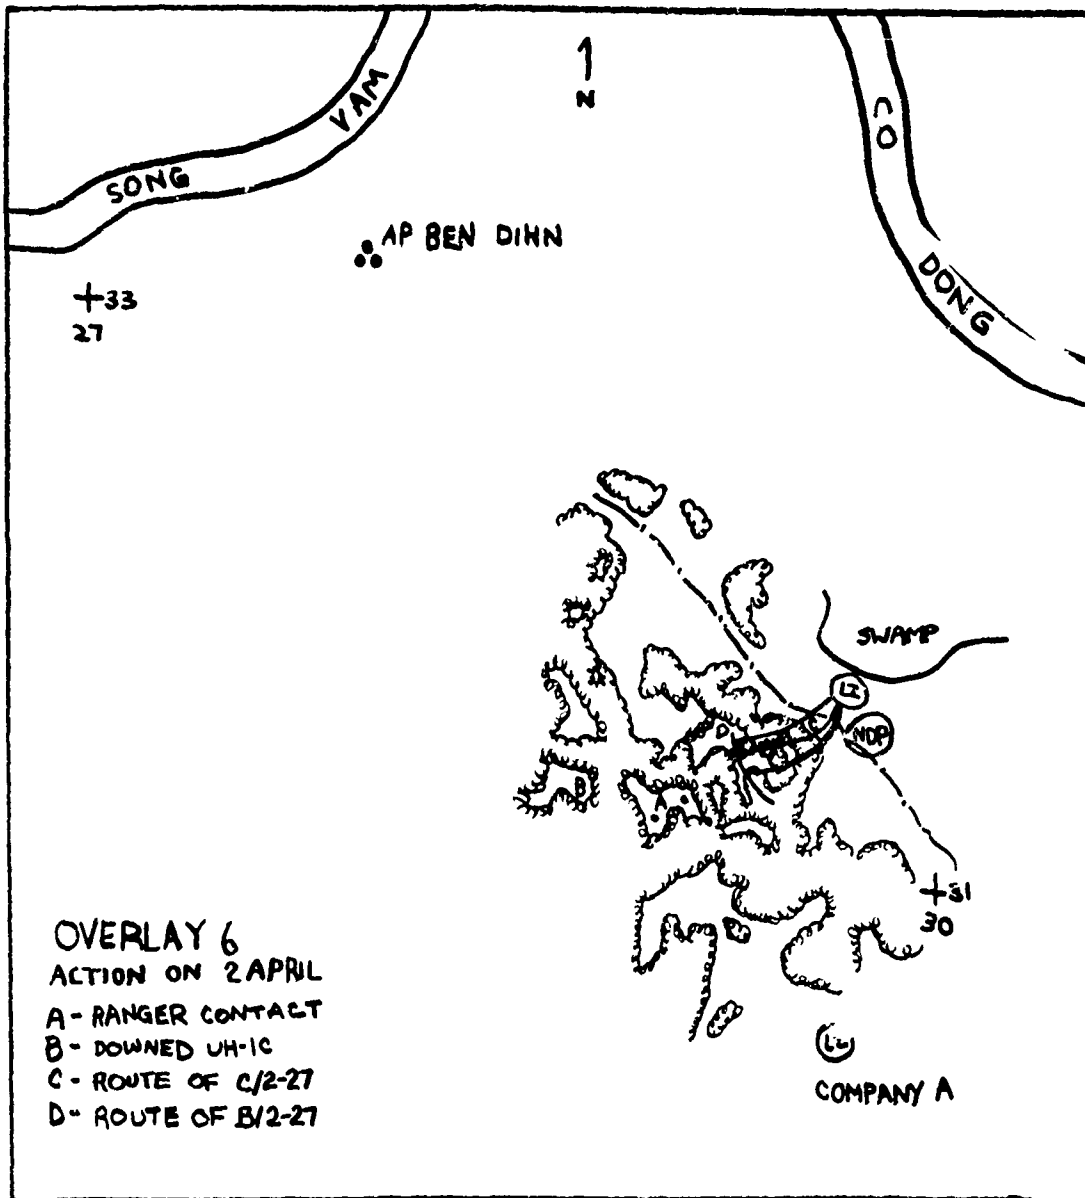 N
SONG VAM
CO DONG
AP BEN DIHN
+33
27
SWAMP
LZ
NDP
D
B
A
+31
30
OVERLAY 6
ACTION ON 2 APRIL
A- RANGER CONTACT
B- DOWNED UH-1C
C- ROUTE OF C/2-27
D- ROUTE OF B/2-27
LZ
COMPANY A